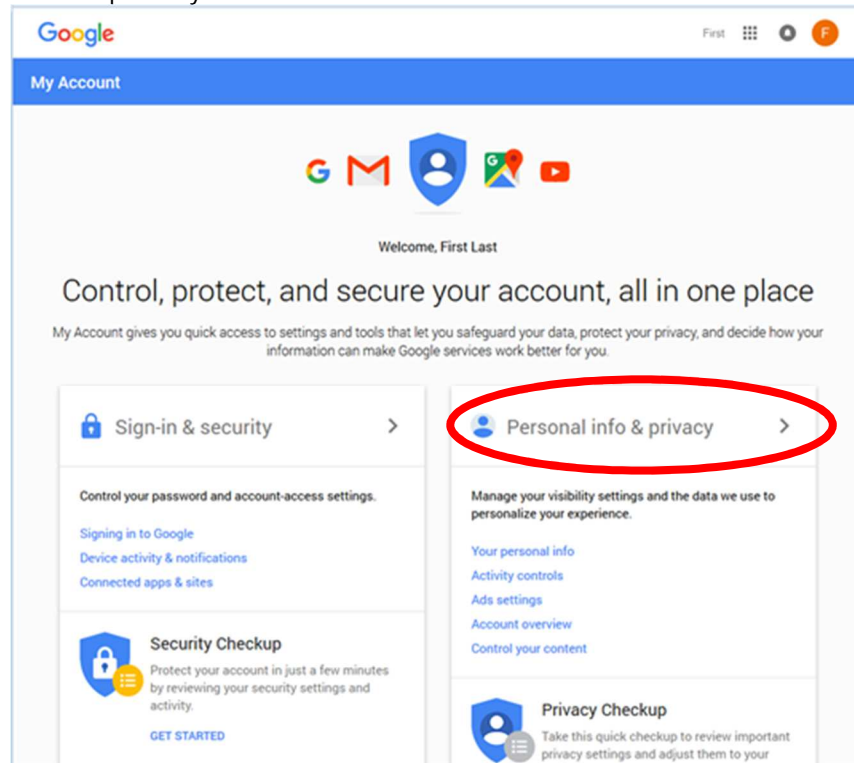 Google
First
F
My Account
G
Welcome, First Last
Control, protect, and secure your account, all in one place
My Account gives you quick access to settings and tools that let you safeguard your data, protect your privacy, and decide how your
information can make Google services work better for you.
Sign-in & security
Control your password and account-access settings.
Signing in to Google
Device activity & notifications
Connected apps & sites
Security Checkup
Protect your account in just a few minutes
by reviewing your security settings and
activity.
GET STARTED
Personal info & privacy
Manage your visibility settings and the data we use to
personalize your experience.
Your personal info
Activity controls
Ads settings
Account overview
Control your content
Privacy Checkup
Take this quick checkup to review important
privacy settings and adjust them to your